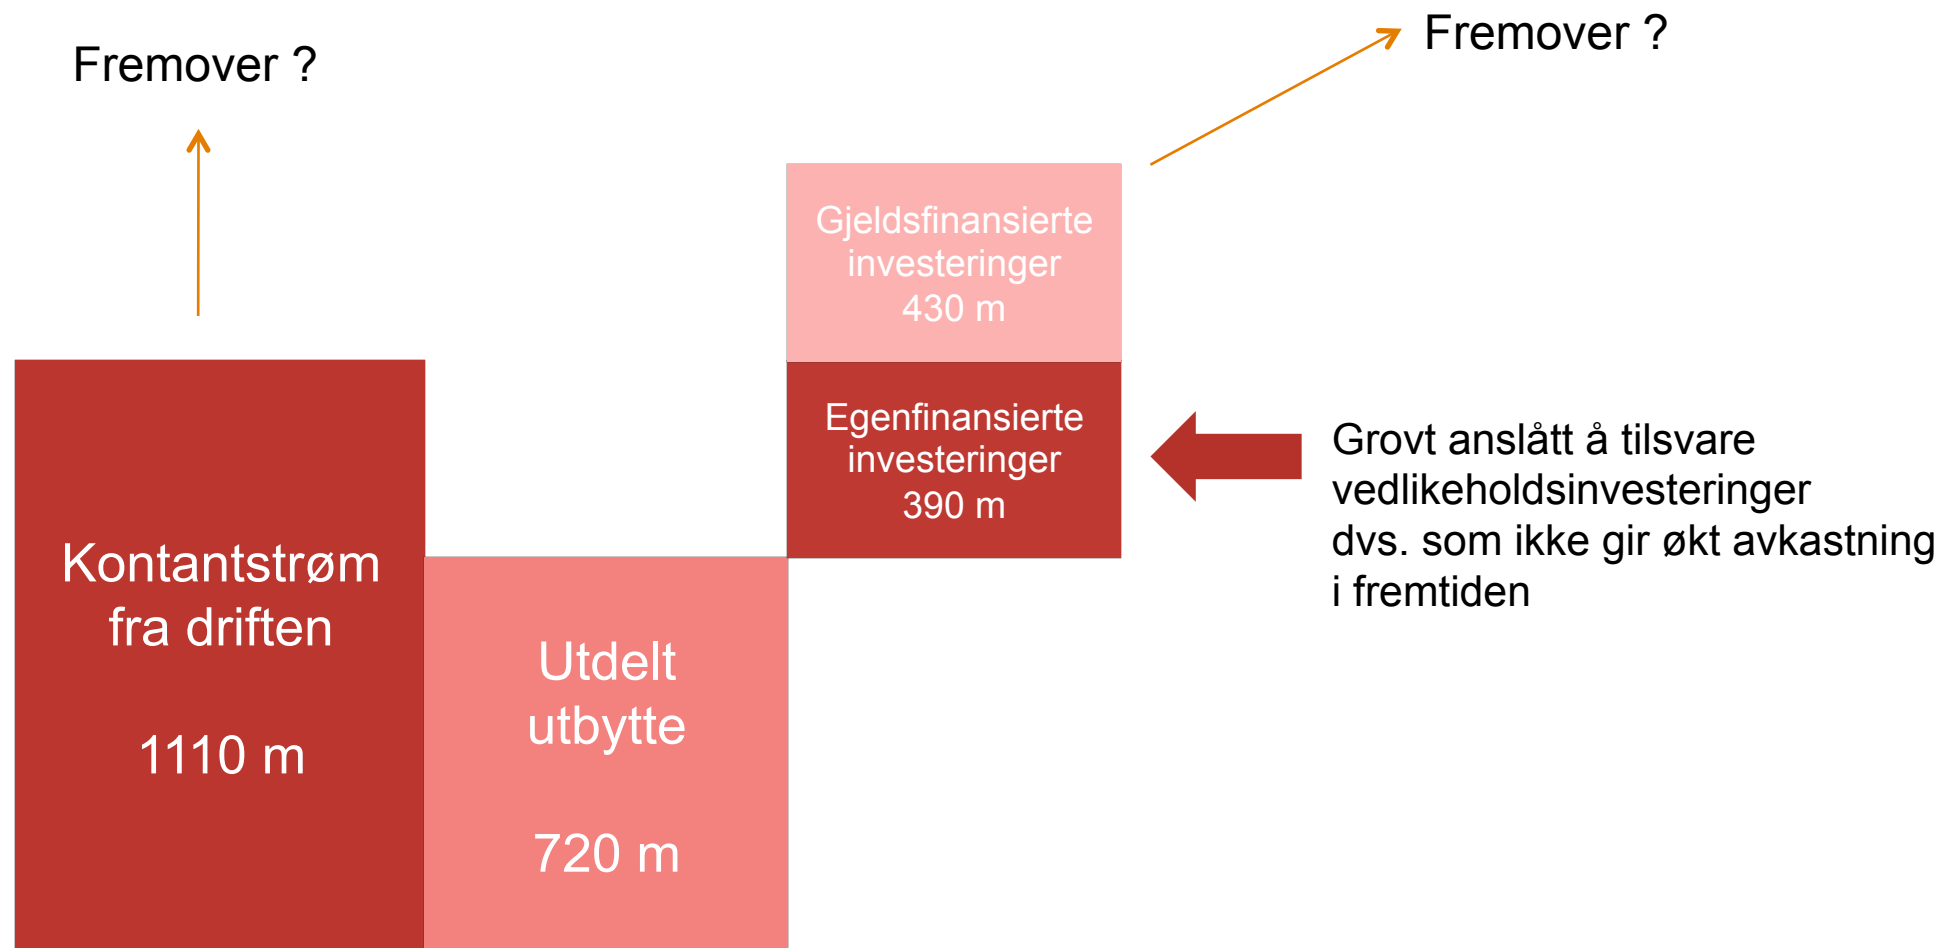 Fremover ?
Fremover ?
Gjeldsfinansierte
investeringer
430 m
Egenfinansierte
investeringer
390 m
Grovt anslått å tilsvare
vedlikeholdsinvesteringer
dvs. som ikke gir økt avkastning
i fremtiden
Kontantstrøm
fra driften
1110 m
Utdelt
utbytte
720 m